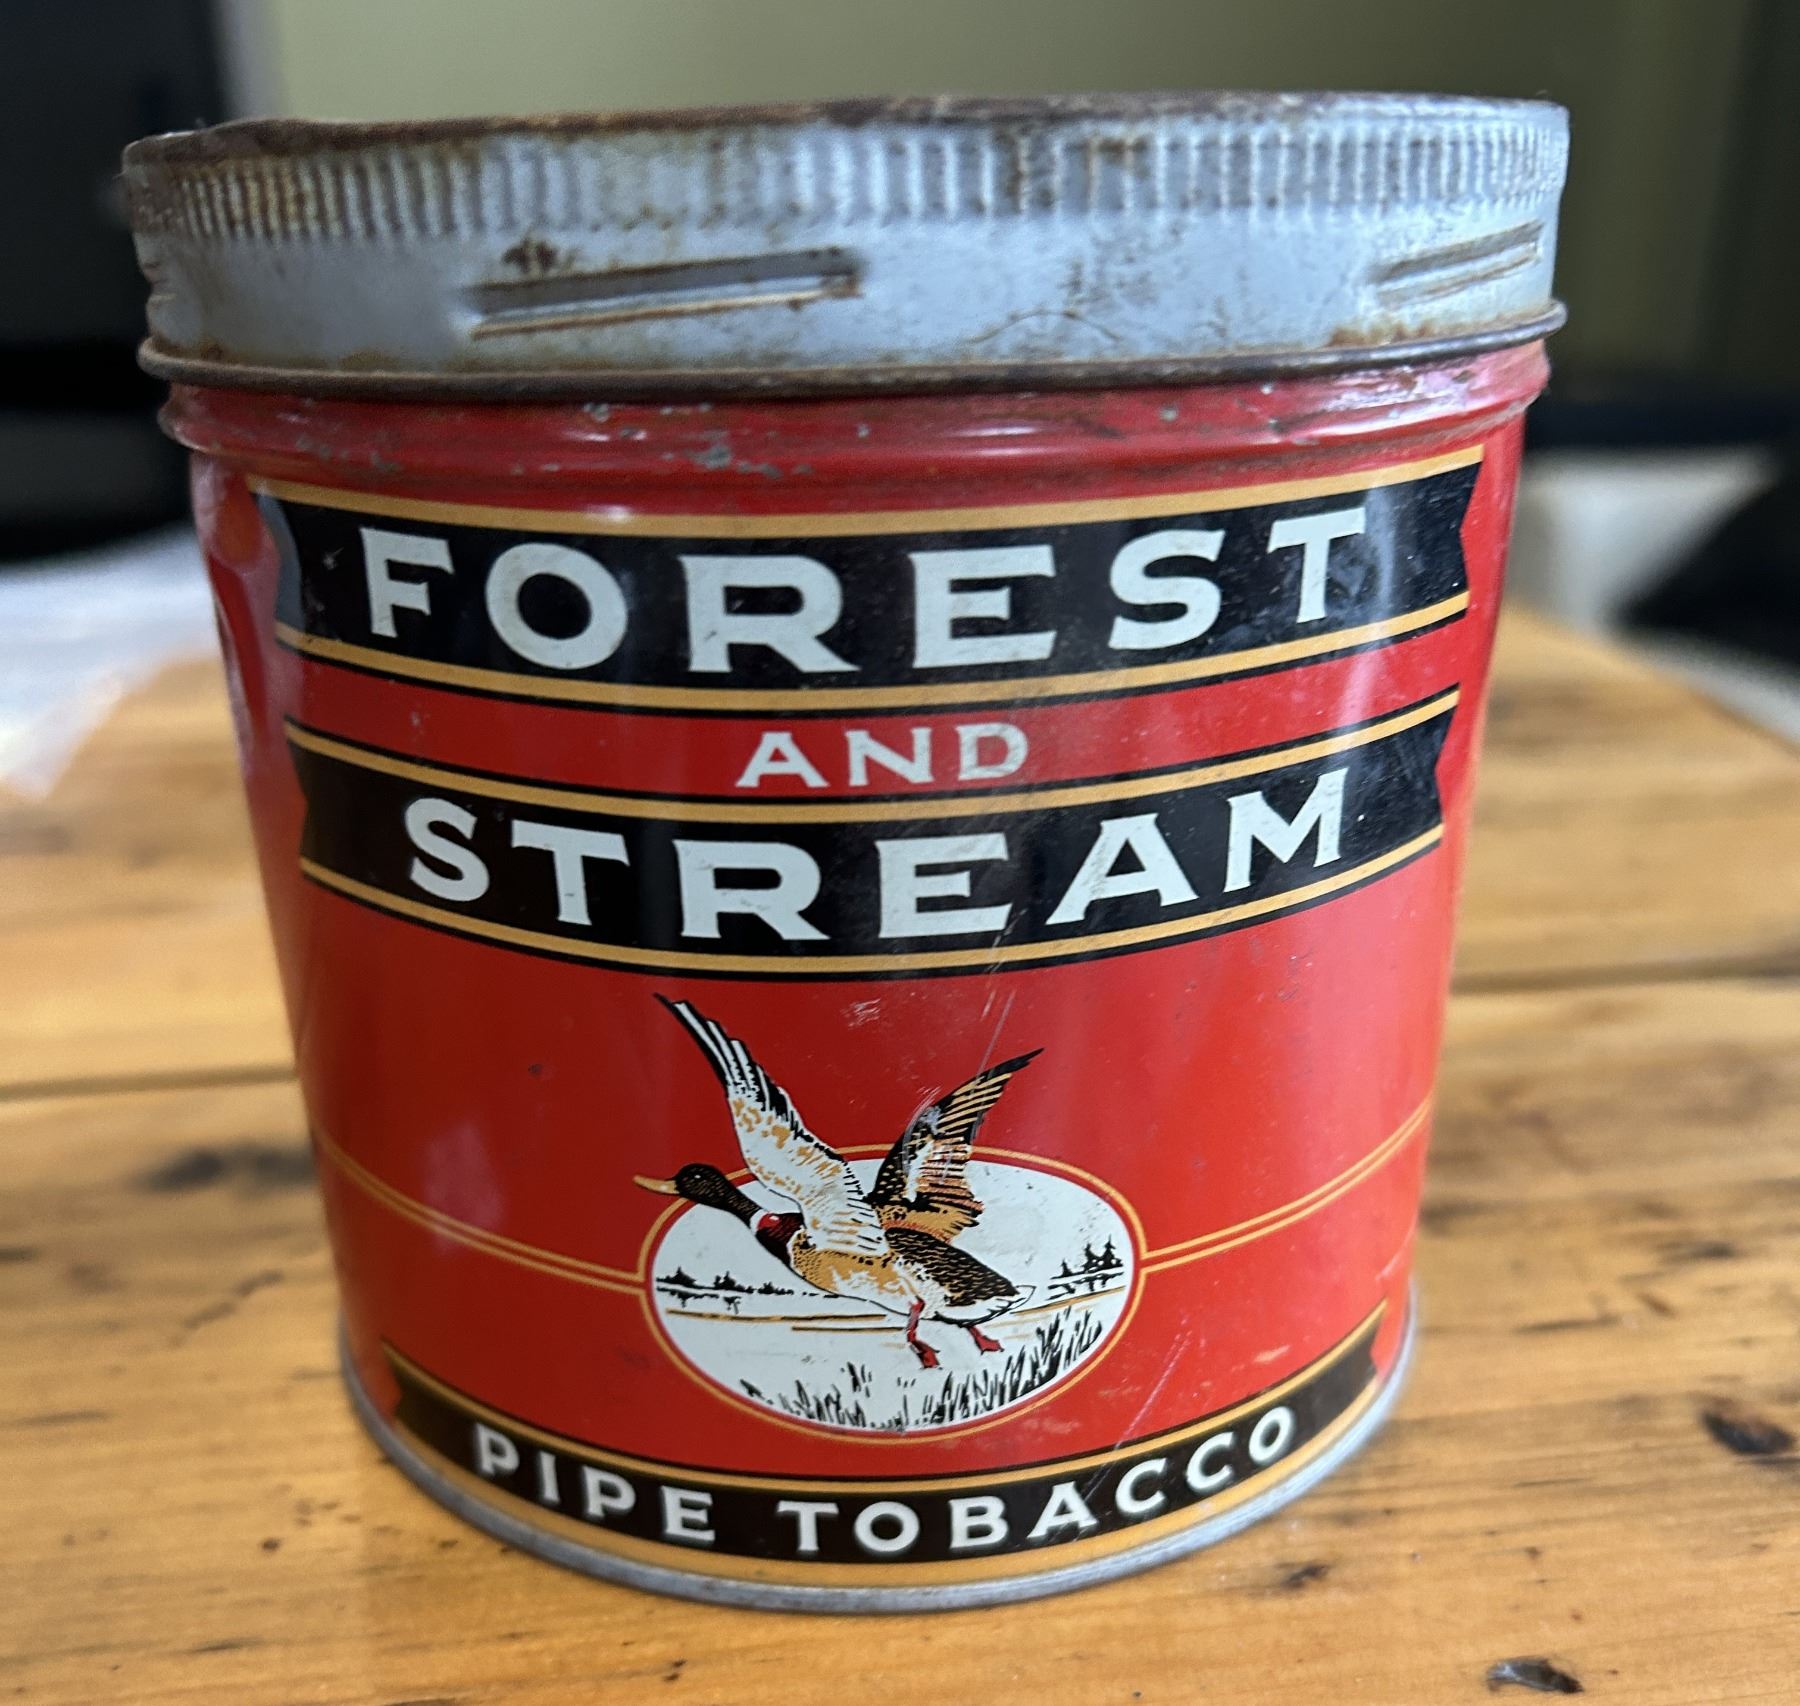 FOREST
AND
STREAM
PIPE TOBACCO